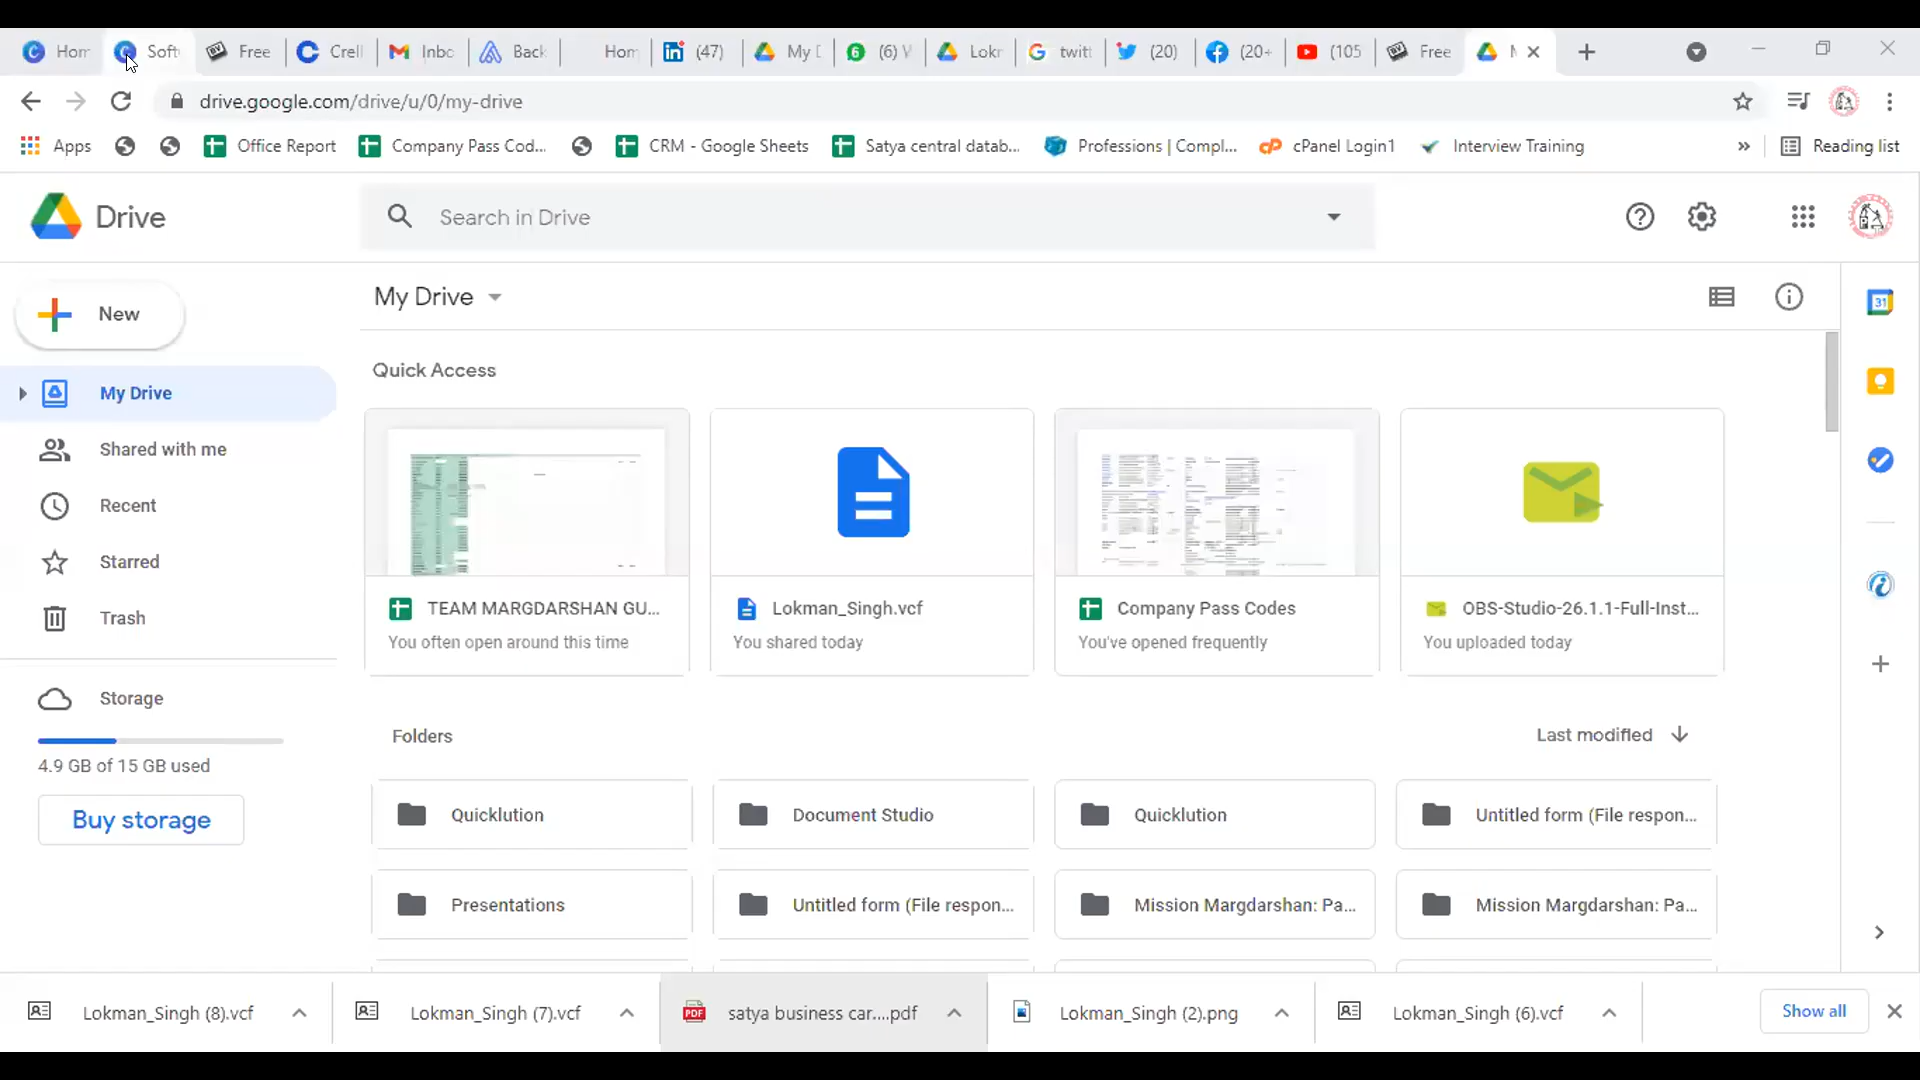 Hom
Soft
Free
Crell
Inbo
Back
Hom
(47)
My D
(6) W
Lokr
twitt
(20)
(20+
(105
Free
drive.google.com/drive/u/0/my-drive
Apps
Office Report
Company Pass Cod...
CRM - Google Sheets
Satya central datab...
Professions | Compl...
cPanel Login1
Interview Training
»
Reading list
Drive
Search in Drive
New
My Drive
31
My Drive
Shared with me
Recent
Starred
Trash
Storage
4.9 GB of 15 GB used
Buy storage
Quick Access
TEAM MARGDARSHAN GU...
You often open around this time
Lokman_Singh.vcf
You shared today
Company Pass Codes
You've opened frequently
OBS-Studio-26.1.1-Full-Inst...
You uploaded today
Folders
Last modified
Quicklution
Document Studio
Quicklution
Untitled form (File respon...
Presentations
Untitled form (File respon...
Mission Margdarshan: Pa...
Mission Margdarshan: Pa...
Lokman_Singh (8).vcf
Lokman_Singh (7).vcf
PDF
satya business car....pdf
Lokman_Singh (2).png
Lokman_Singh (6).vcf
Show all